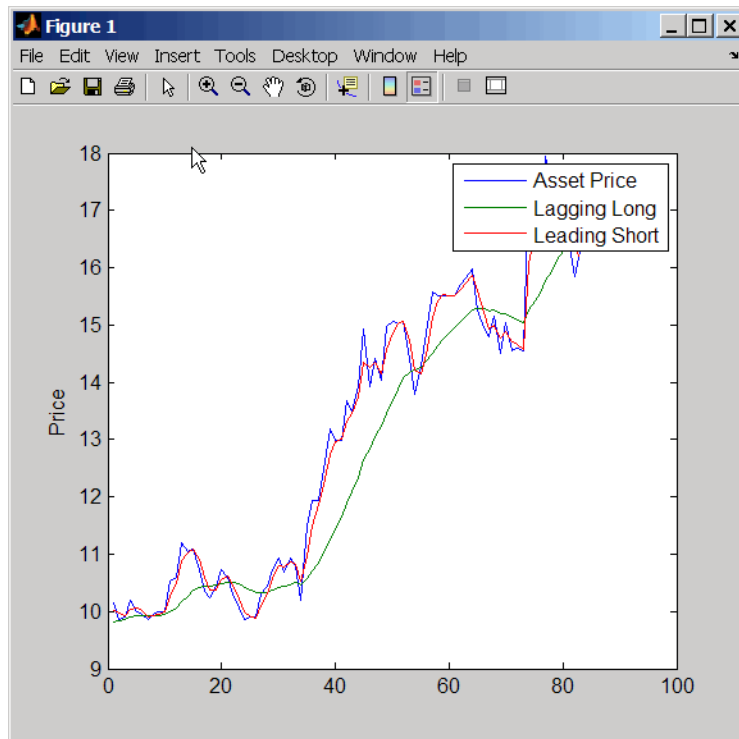 Figure 1
File Edit View Insert Tools Desktop Window Help
18
17
16
15
14
13
12
11
10
9
Price
Asset Price
Lagging Long
Leading Short
0 20 40 60 80 100